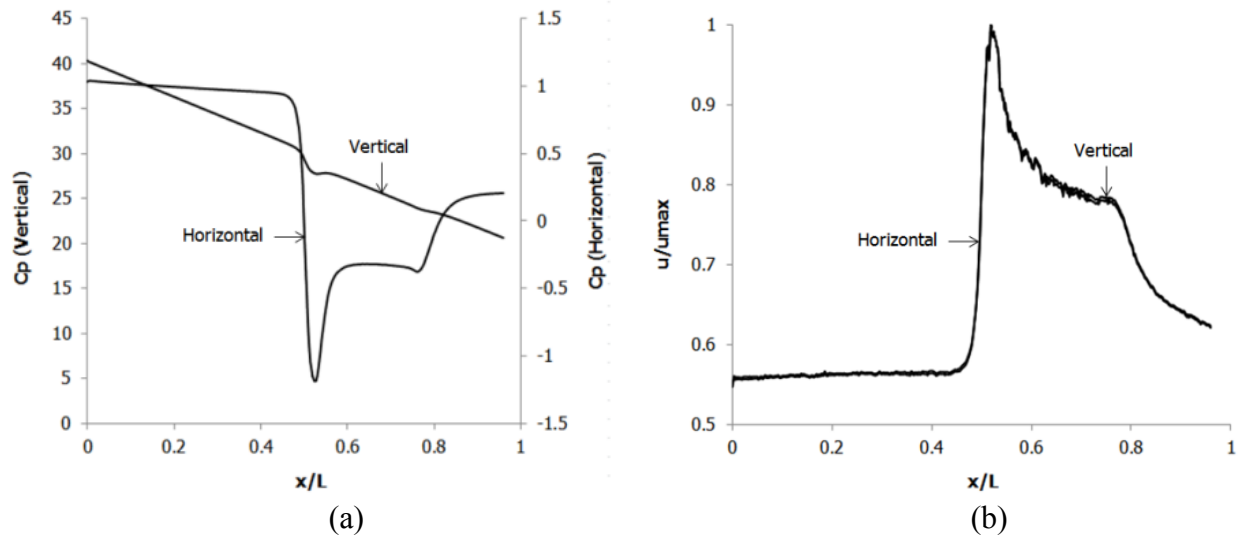 45
40
35
30
25
20
15
10
5
0
Cp (Vertical)
1.5
1
0.5
0
-0.5
-1
-1.5
Cp (Horizontal)
Vertical
Horizontal
0 0.2 0.4 0.6 0.8 1
x/L
(a)
1
0.9
0.8
0.7
0.6
0.5
u/umax
Vertical
Horizontal
0 0.2 0.4 0.6 0.8 1
x/L
(b)